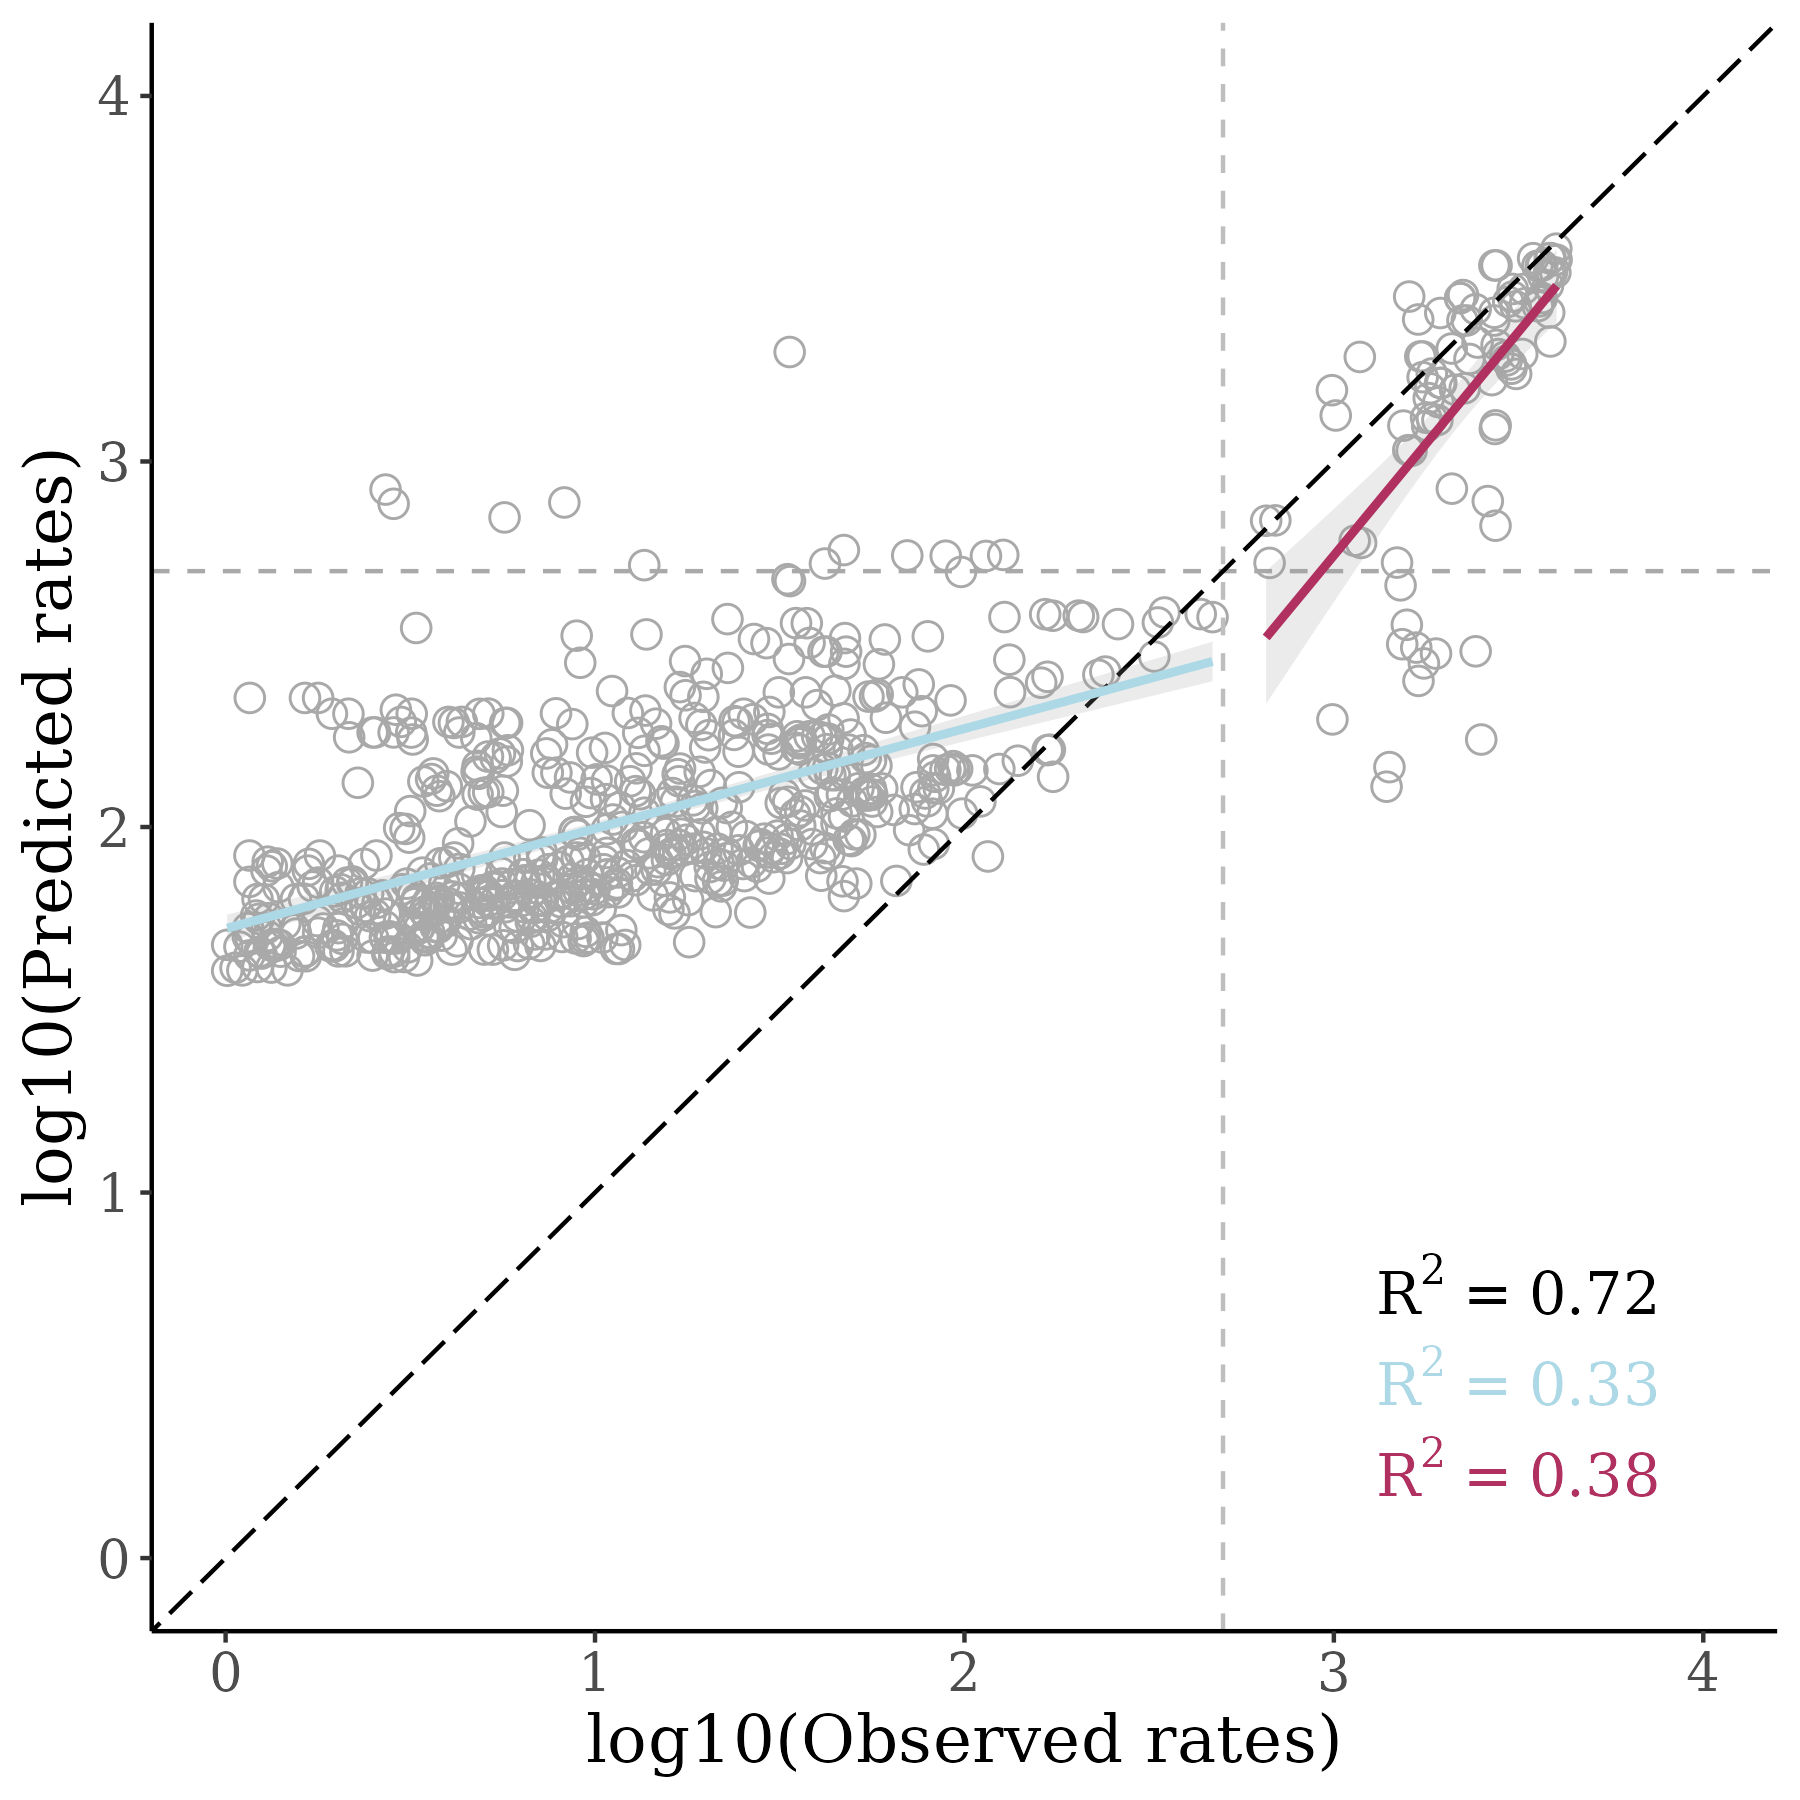 4
3
2
1
0
log10(Predicted rates)
R² = 0.72
R² = 0.33
R² = 0.38
0 1 2 3 4
log10(Observed rates)